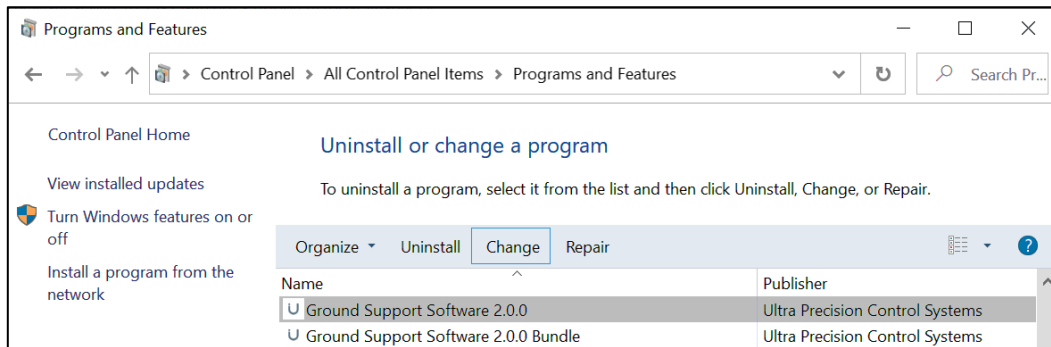 Programs and Features
Control Panel > All Control Panel Items > Programs and Features
Search Pr...
Control Panel Home
Uninstall or change a program
View installed updates
To uninstall a program, select it from the list and then click Uninstall, Change, or Repair.
Turn Windows features on or
off
Organize Uninstall Change Repair
Install a program from the
network
Name Publisher
Ground Support Software 2.0.0 Ultra Precision Control Systems
Ground Support Software 2.0.0 Bundle Ultra Precision Control Systems